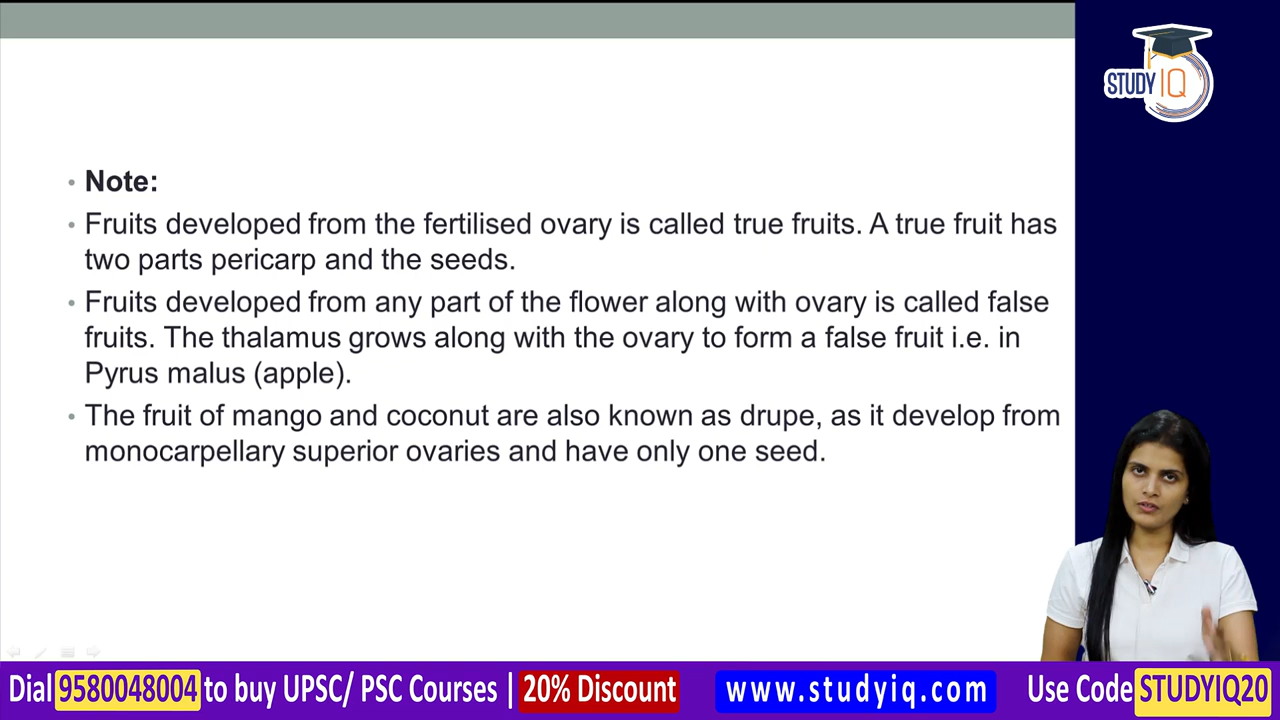 STUDY IQ
• Note:
• Fruits developed from the fertilised ovary is called true fruits. A true fruit has
two parts pericarp and the seeds.
• Fruits developed from any part of the flower along with ovary is called false
fruits. The thalamus grows along with the ovary to form a false fruit i.e. in
Pyrus malus (apple).
• The fruit of mango and coconut are also known as drupe, as it develop from
monocarpellary superior ovaries and have only one seed.
Dial 9580048004 to buy UPSC/ PSC Courses | 20% Discount www.studyiq.com Use Code STUDYIQ20